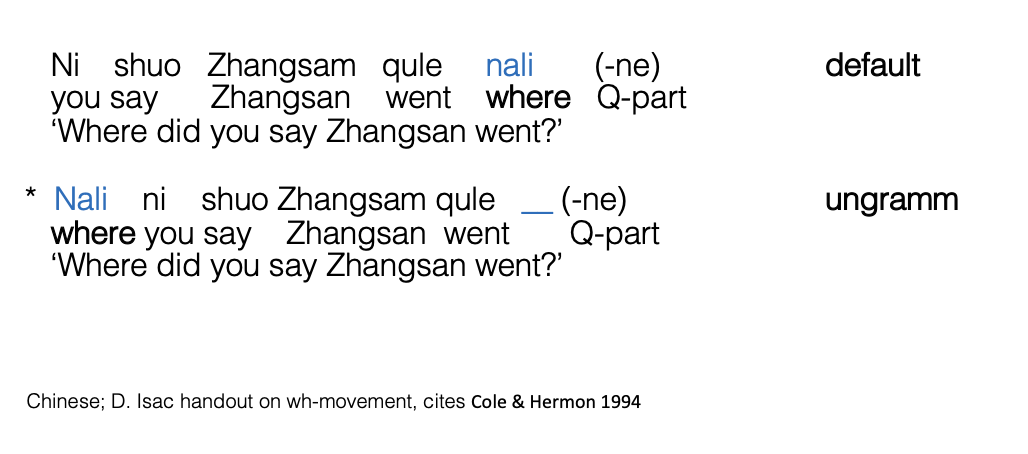 Ni shuo Zhangsam qule nali (-ne) default
you say Zhangsan went where Q-part
‘Where did you say Zhangsan went?’
* Nali ni shuo Zhangsam qule __ (-ne) ungramm
where you say Zhangsan went Q-part
‘Where did you say Zhangsan went?’
Chinese; D. Isac handout on wh-movement, cites Cole & Hermon 1994